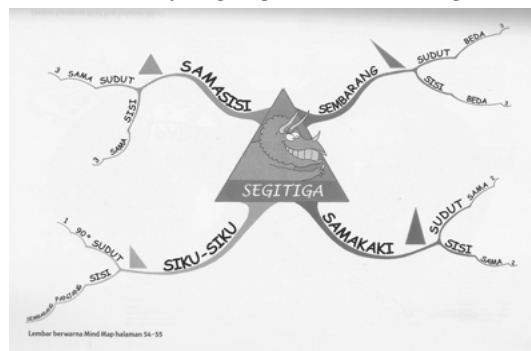 SAMASISI
SUDUT
SAMA
3
SISI
SAMA
3
SEMBARANG
SUDUT
BEDA
3
SISI
BEDA
3
SEGITIGA
SIKU-SIKU
SUDUT
90°
1
SISI
PANJANG
SAMAKAKI
SUDUT
SAMA
2
SISI
SAMA
2
Lembar berwarna Mind Map halaman 54-55